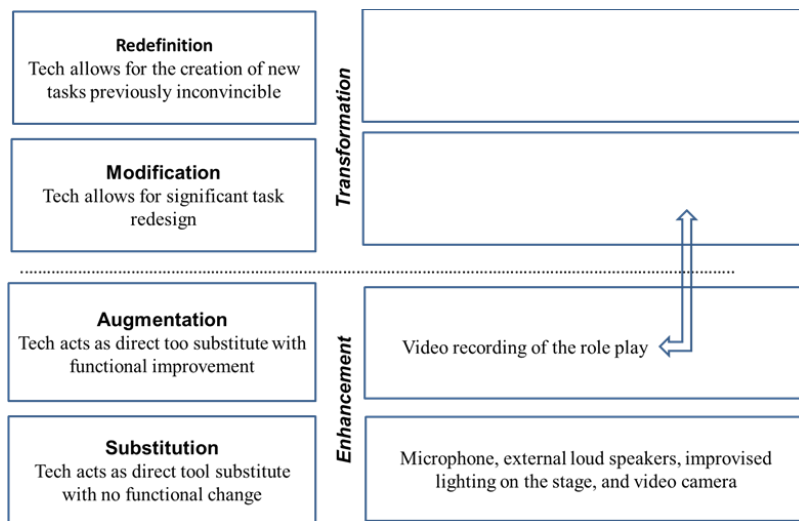 Redefinition
Tech allows for the creation of new
tasks previously inconvincible
Transformation
Modification
Tech allows for significant task
redesign
Augmentation
Tech acts as direct too substitute with
functional improvement
Enhancement
Video recording of the role play
Substitution
Tech acts as direct tool substitute
with no functional change
Microphone, external loud speakers, improvised
lighting on the stage, and video camera